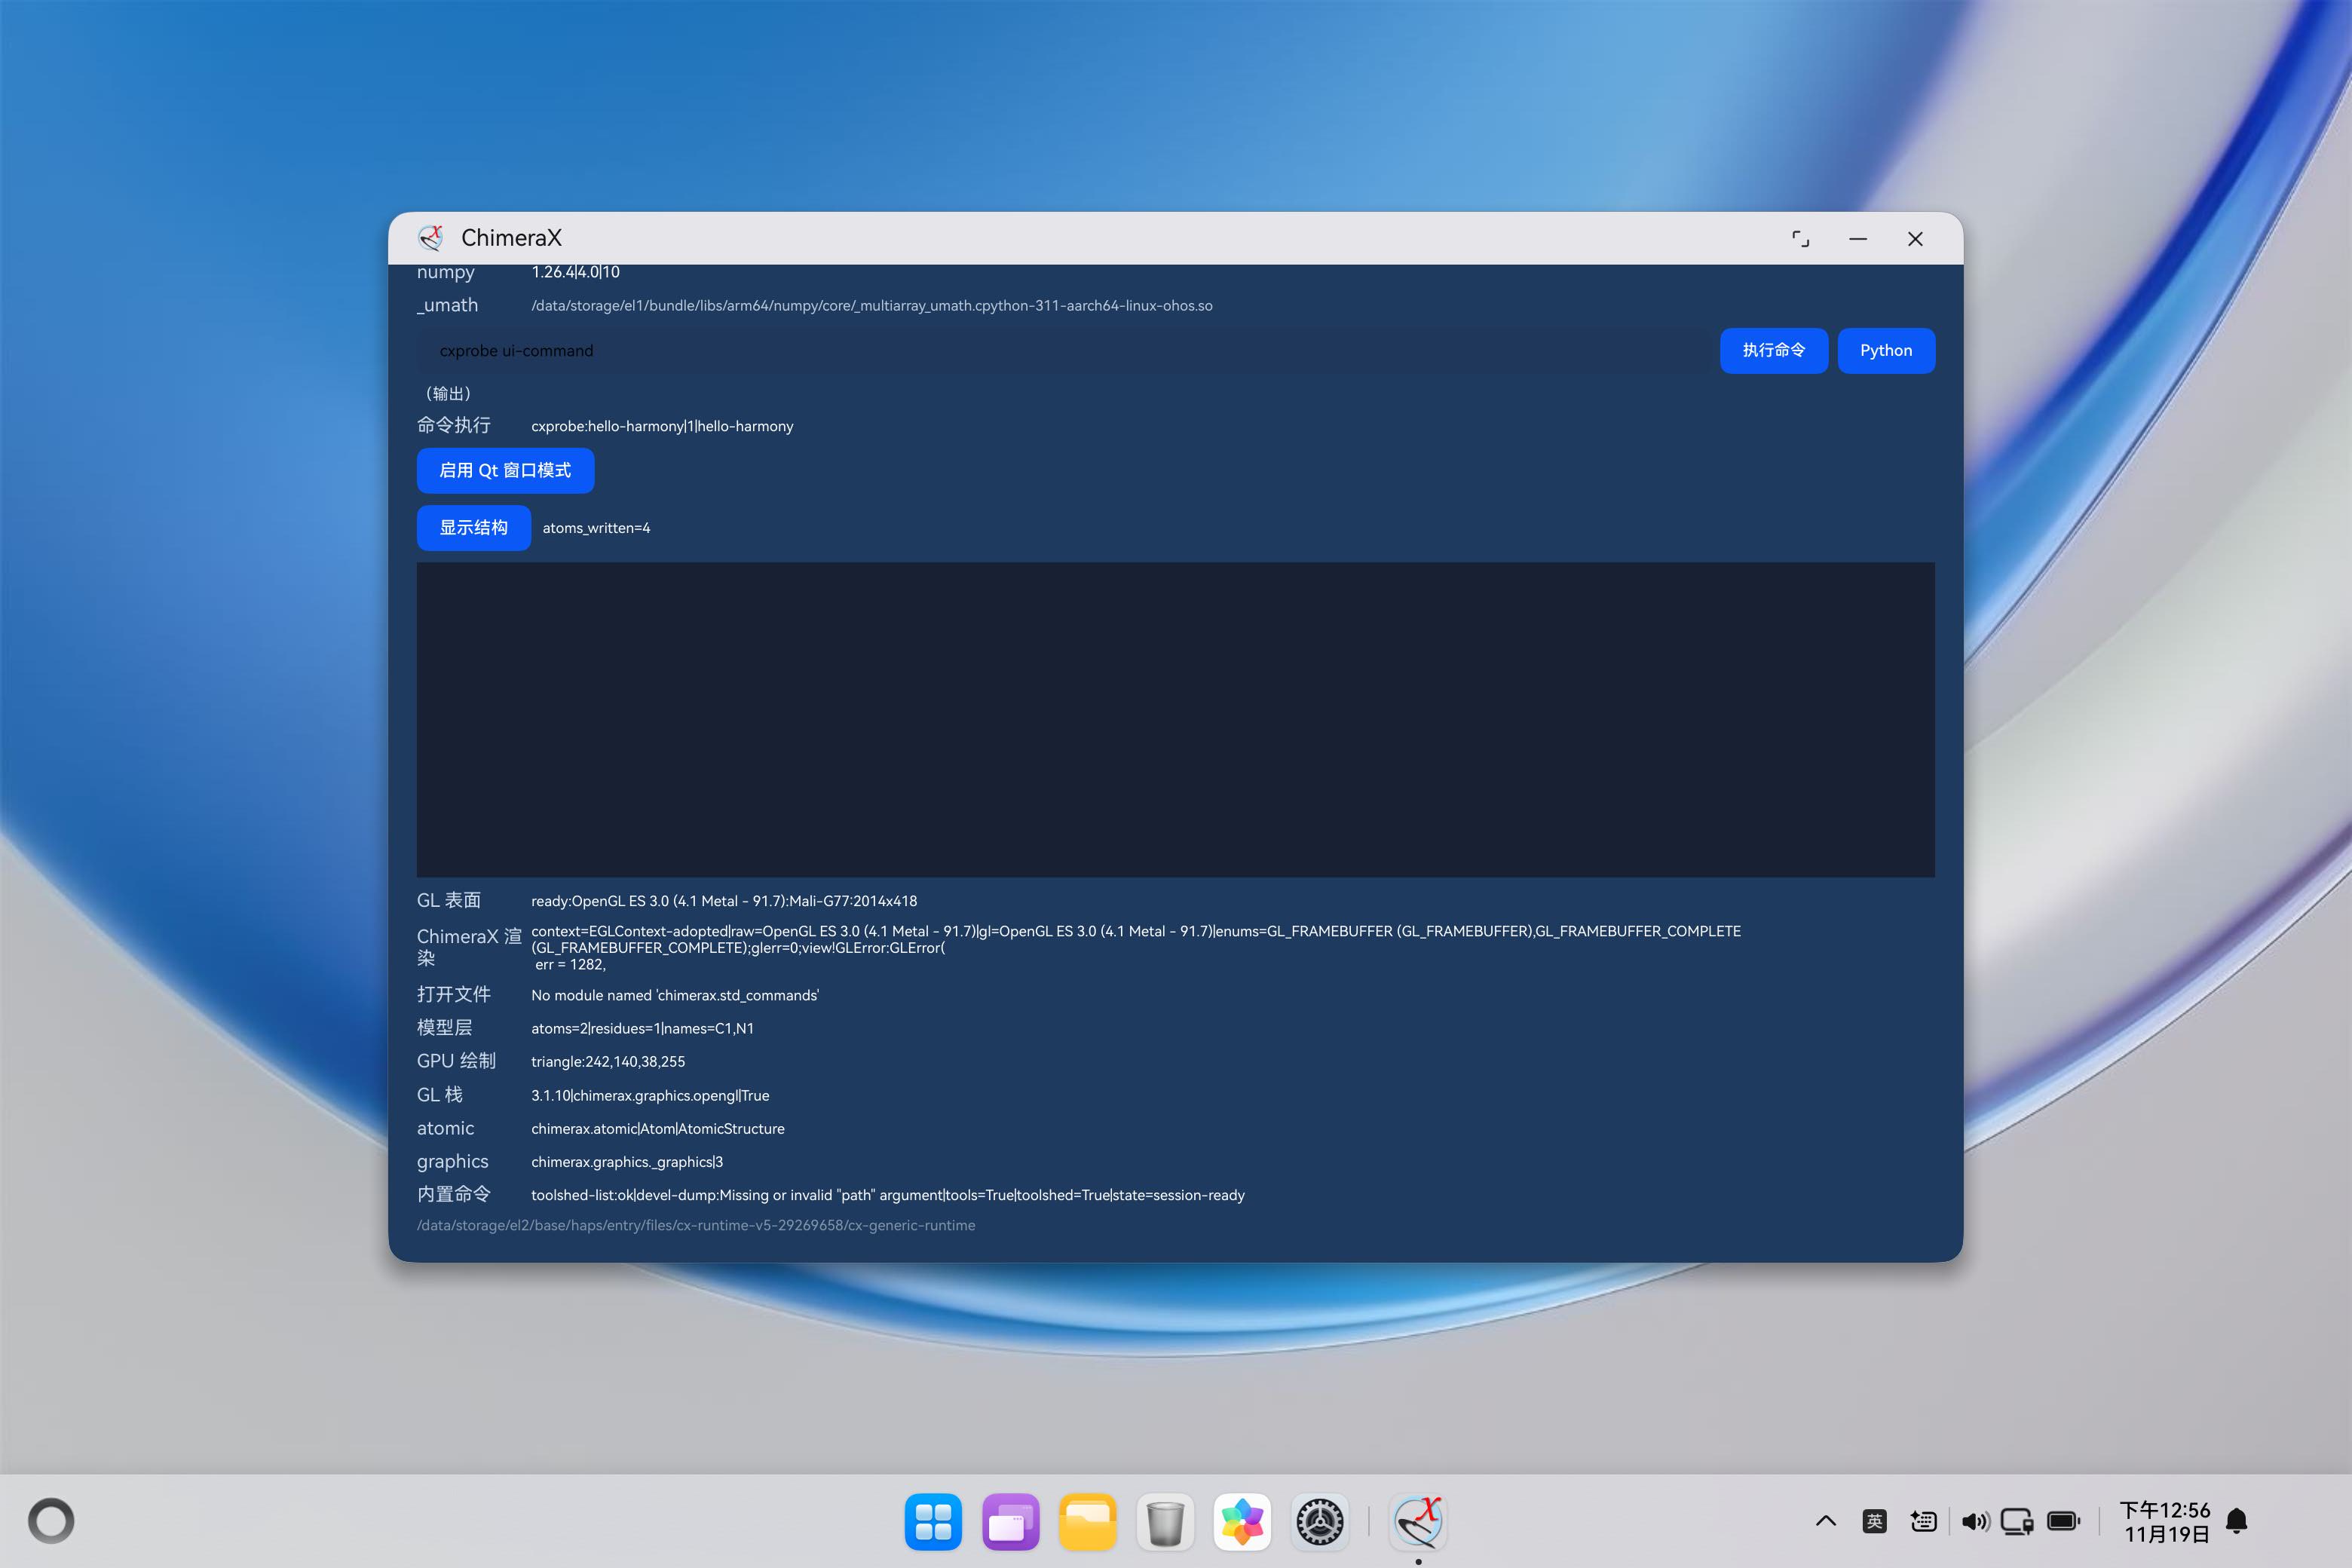 ChimeraX
numpy 1.26.4|4.0|10
_umath /data/storage/el1/bundle/libs/arm64/numpy/core/_multiarray_umath.cpython-311-aarch64-linux-ohos.so
cxprobe ui-command 执行命令 Python
（输出）
命令执行 cxprobe:hello-harmony|1|hello-harmony
启用 Qt 窗口模式
显示结构 atoms_written=4
GL 表面 ready:OpenGL ES 3.0 (4.1 Metal - 91.7):Mali-G77:2014x418
ChimeraX 渲染 context=EGLContext-adopted|raw=OpenGL ES 3.0 (4.1 Metal - 91.7)|gl=OpenGL ES 3.0 (4.1 Metal - 91.7)|enums=GL_FRAMEBUFFER (GL_FRAMEBUFFER),GL_FRAMEBUFFER_COMPLETE
(GL_FRAMEBUFFER_COMPLETE);glerr=0;view!GLError:GLError(
err = 1282,
打开文件 No module named 'chimerax.std_commands'
模型层 atoms=2|residues=1|names=C1,N1
GPU 绘制 triangle:242,140,38,255
GL 栈 3.1.10|chimerax.graphics.opengl|True
atomic chimerax.atomic|Atom|AtomicStructure
graphics chimerax.graphics._graphics|3
内置命令 toolshed-list:ok|devel-dump:Missing or invalid "path" argument|tools=True|toolshed=True|state=session-ready
/data/storage/el2/base/haps/entry/files/cx-runtime-v5-29269658/cx-generic-runtime
英
下午12:56
11月19日